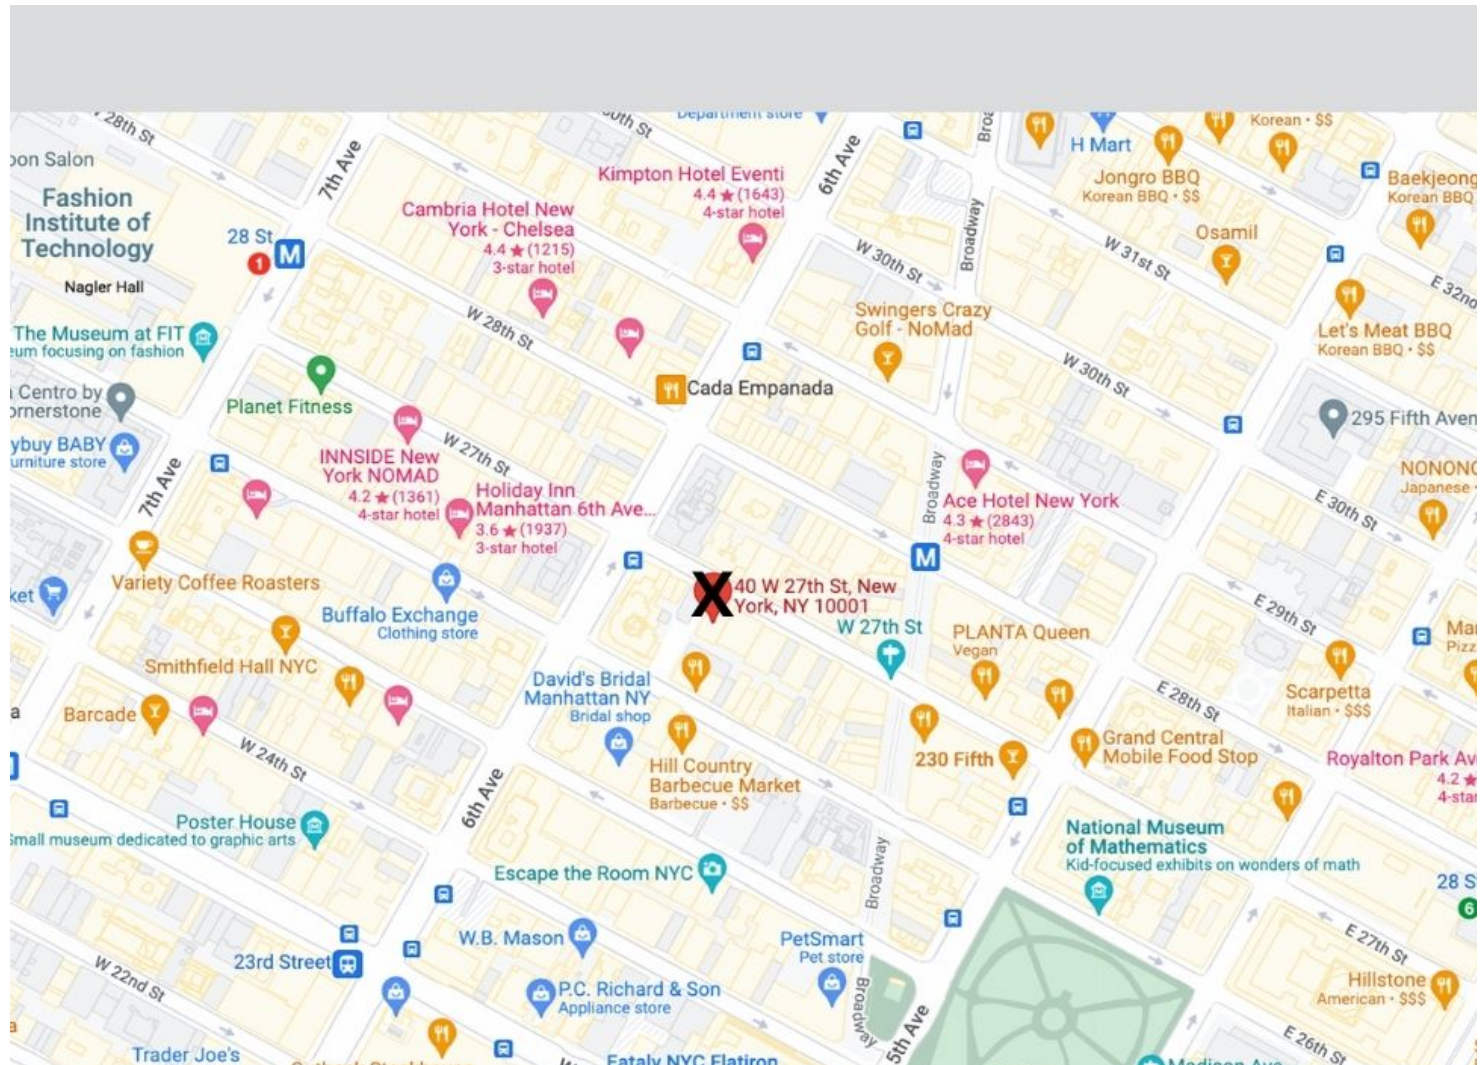 Department store
28th St
30th St
Broadway
Korean • $$
H Mart
7th Ave
6th Ave
Salon
Fashion
Institute of
Technology
Nagler Hall
28 St
1
M
Cambria Hotel New
York - Chelsea
4.4 ★ (1215)
3-star hotel
Kimpton Hotel Eventi
4.4 ★ (1643)
4-star hotel
Jongro BBQ
Korean BBQ • $$
Baekjeong
Korean BBQ
Osamil
W 31st St
W 30th St
E 32nd
The Museum at FIT
focusing on fashion
W 28th St
Swingers Crazy
Golf - NoMad
Let's Meat BBQ
Korean BBQ • $$
W 30th St
Centro by
Cada Empanada
Planet Fitness
295 Fifth Aven
BABY
store
7th Ave
W 27th St
INNSIDE New
York NOMAD
4.2 ★ (1361)
4-star hotel
Holiday Inn
Manhattan 6th Ave...
3.6 ★ (1937)
3-star hotel
Broadway
Ace Hotel New York
4.3 ★ (2843)
4-star hotel
M
NONONO
Japanese
E 30th St
Variety Coffee Roasters
Buffalo Exchange
Clothing store
X
40 W 27th St, New
York, NY 10001
W 27th St
PLANTA Queen
Vegan
E 29th St
Smithfield Hall NYC
David's Bridal
Manhattan NY
Bridal shop
E 28th St
Scarpetta
Italian • $$$
Barcade
W 24th St
6th Ave
Hill Country
Barbecue Market
Barbecue • $$
230 Fifth
Grand Central
Mobile Food Stop
Royalton Park Av
4.2 ★
4-star
Poster House
Small museum dedicated to graphic arts
National Museum
of Mathematics
Kid-focused exhibits on wonders of math
Escape the Room NYC
Broadway
28 S
6
W.B. Mason
PetSmart
Pet store
23rd Street
W 22nd St
P.C. Richard & Son
Appliance store
Broadway
5th Ave
E 27th St
Hillstone
American • $$$
E 26th St
Trader Joe's
Eataly NYC Flatiron
Madison Ave